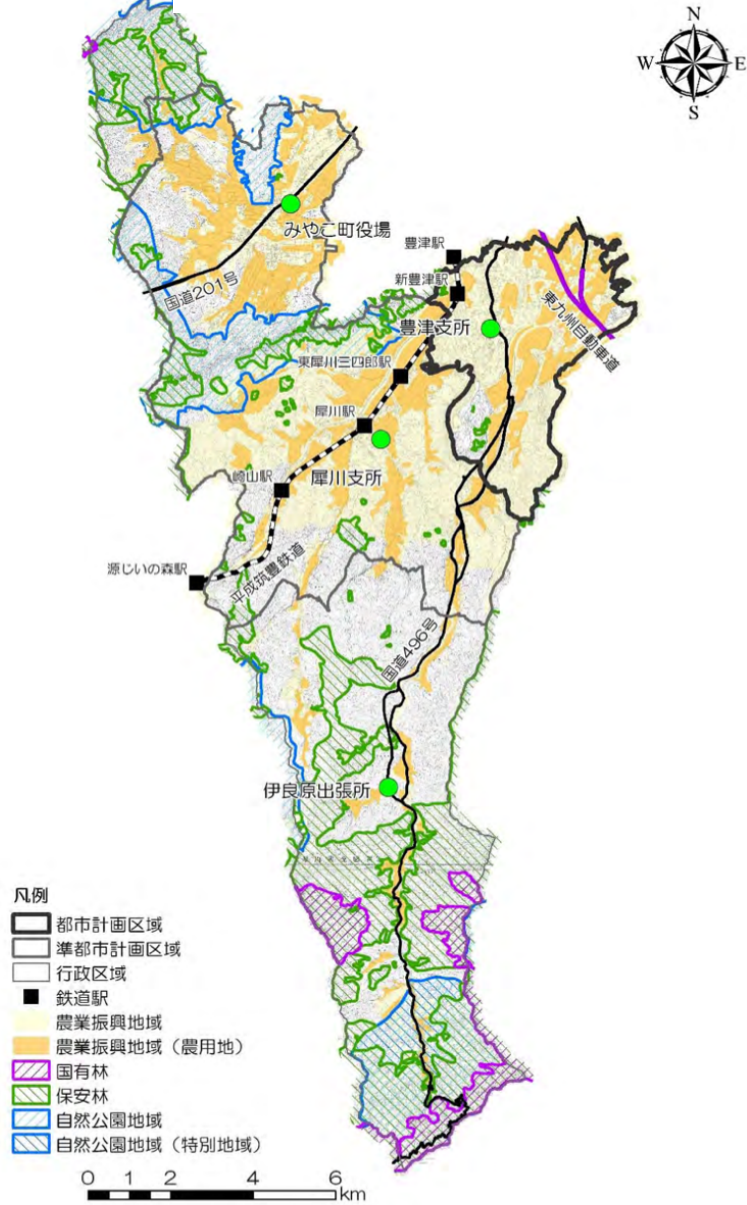 N
W
E
S
みやこ町役場
国道201号
豊津駅
新豊津駅
豊津支所
東九州自動車道
東犀川三四郎駅
犀川駅
犀川支所
崎山駅
源じいの森駅
平成筑豊鉄道
国道496号
伊良原出張所
凡例
都市計画区域
準都市計画区域
行政区域
鉄道駅
農業振興地域
農業振興地域（農用地）
国有林
保安林
自然公園地域
自然公園地域（特別地域）
0 1 2 4 6
km